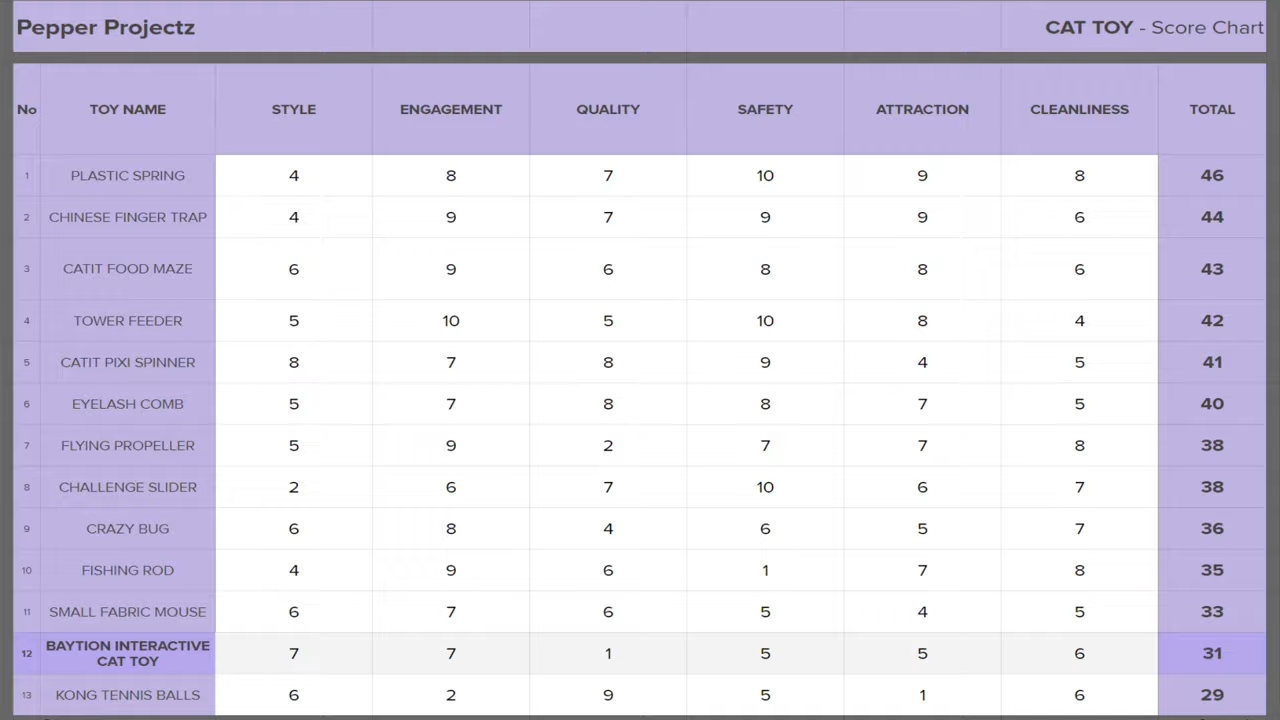 Pepper Projectz CAT TOY - Score Chart
No TOY NAME STYLE ENGAGEMENT QUALITY SAFETY ATTRACTION CLEANLINESS TOTAL
1 PLASTIC SPRING 4 8 7 10 9 8 46
2 CHINESE FINGER TRAP 4 9 7 9 9 6 44
3 CATIT FOOD MAZE 6 9 6 8 8 6 43
4 TOWER FEEDER 5 10 5 10 8 4 42
5 CATIT PIXI SPINNER 8 7 8 9 4 5 41
6 EYELASH COMB 5 7 8 8 7 5 40
7 FLYING PROPELLER 5 9 2 7 7 8 38
8 CHALLENGE SLIDER 2 6 7 10 6 7 38
9 CRAZY BUG 6 8 4 6 5 7 36
10 FISHING ROD 4 9 6 1 7 8 35
11 SMALL FABRIC MOUSE 6 7 6 5 4 5 33
12 BAYTION INTERACTIVE
CAT TOY 7 7 1 5 5 6 31
13 KONG TENNIS BALLS 6 2 9 5 1 6 29